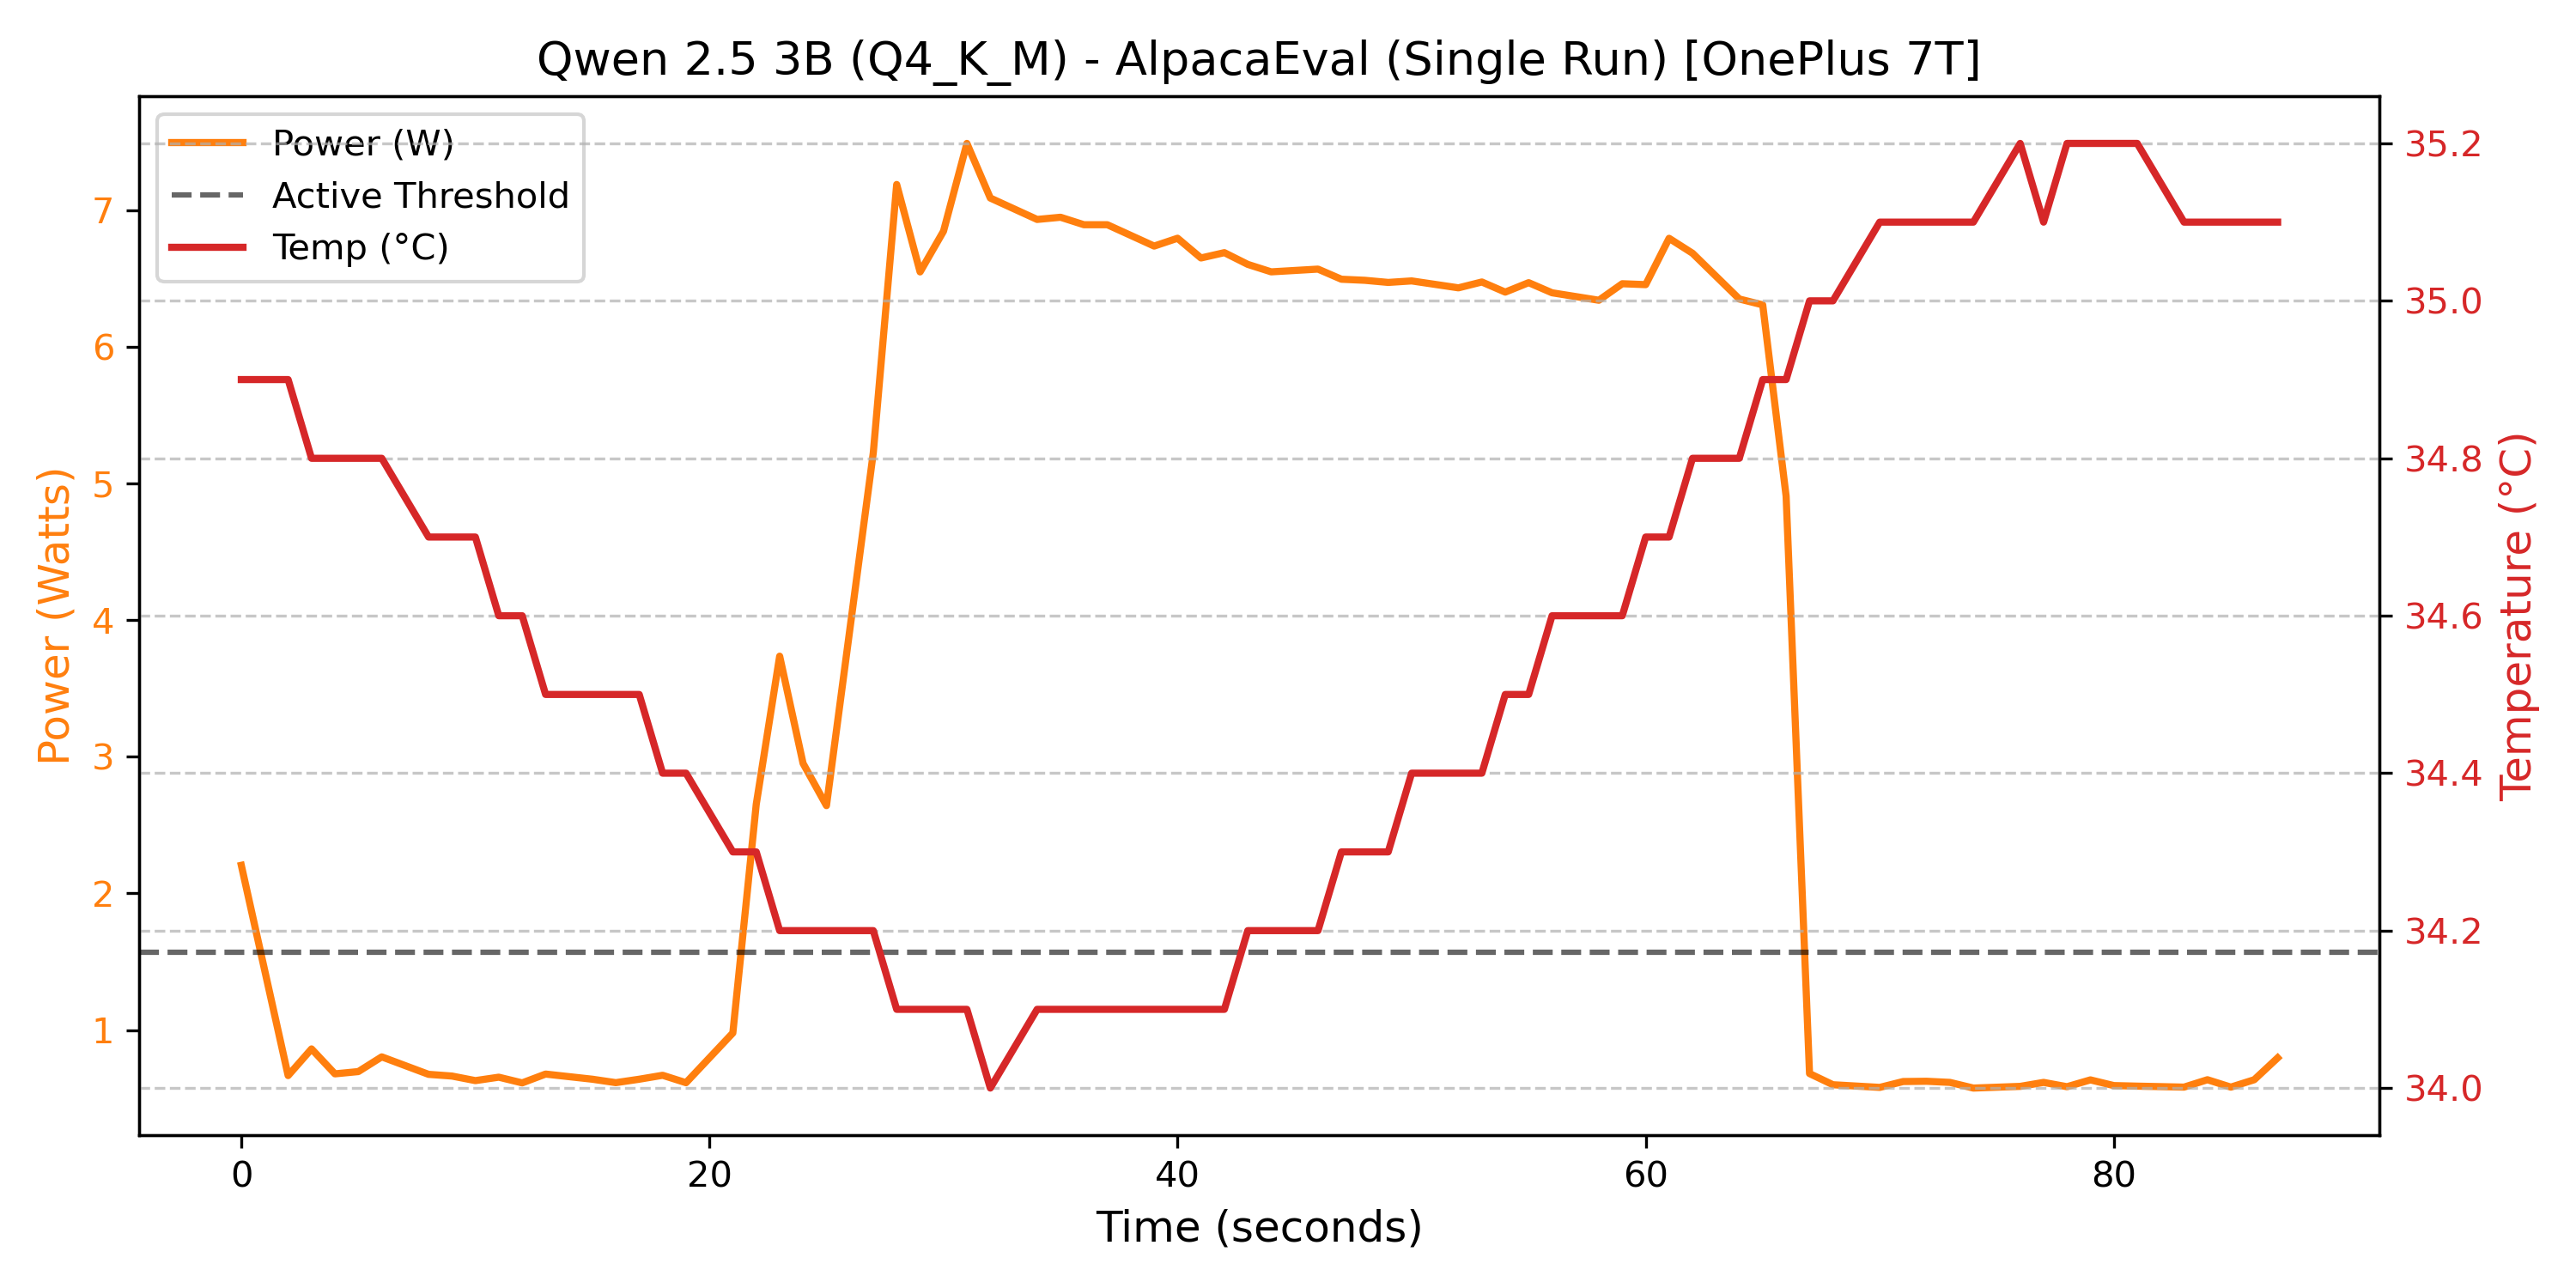 Qwen 2.5 3B (Q4_K_M) - AlpacaEval (Single Run) [OnePlus 7T]
Power (W)
Active Threshold
Temp (°C)
Power (Watts)
7
6
5
4
3
2
1
35.2
35.0
34.8
34.6
34.4
34.2
34.0
Temperature (°C)
0 20 40 60 80
Time (seconds)